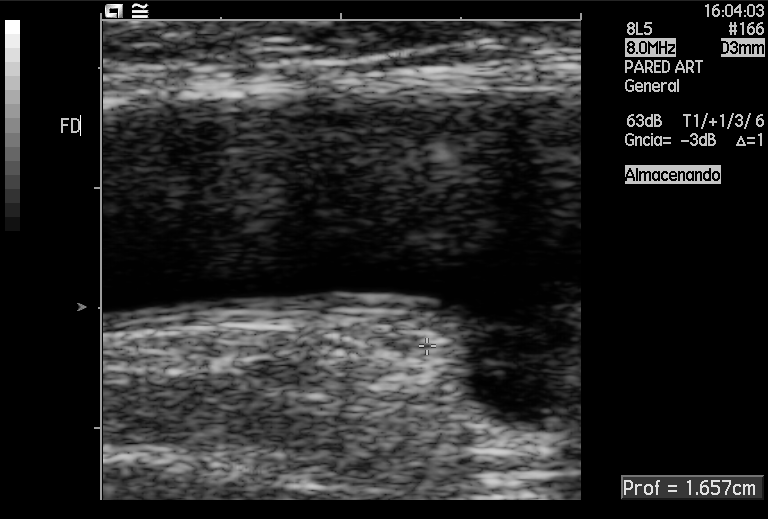 16:04:03
8L5 #166
8.0MHz D3mm
PARED ART
General
FD
63dB T1/+1/3/6
Gncia= -3dB Δ=1
Almacenando
Prof = 1.657cm